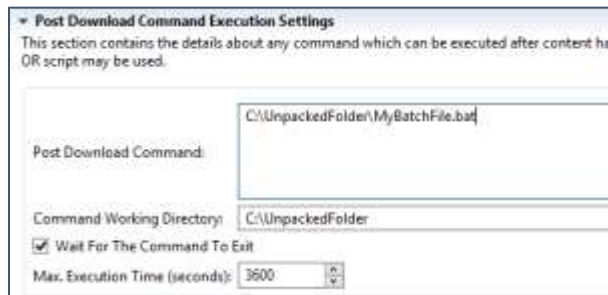 Post Download Command Execution Settings
This section contains the details about any command which can be executed after content ha
OR script may be used.
C:\UnpackedFolder\MyBatchFile.bat
Post Download Command:
Command Working Directory: C:\UnpackedFolder
Wait For The Command To Exit
Max. Execution Time (seconds): 3600